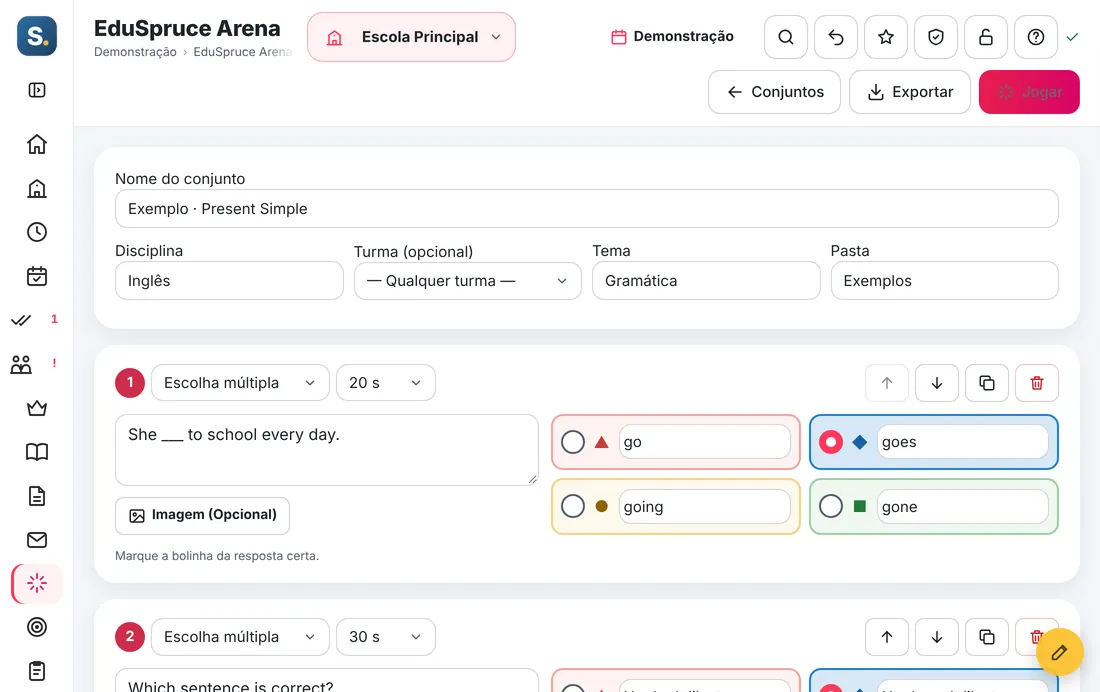 S.
EduSpruce Arena
Demonstração › EduSpruce Arena
Escola Principal
Demonstração
Conjuntos
Exportar
Jogar
1
!
Nome do conjunto
Exemplo · Present Simple
Disciplina
Turma (opcional)
Tema
Pasta
Inglês
— Qualquer turma —
Gramática
Exemplos
1
Escolha múltipla
20 s
She ___ to school every day.
go
goes
going
gone
Imagem (Opcional)
Marque a bolinha da resposta certa.
2
Escolha múltipla
30 s
Which sentence is correct?